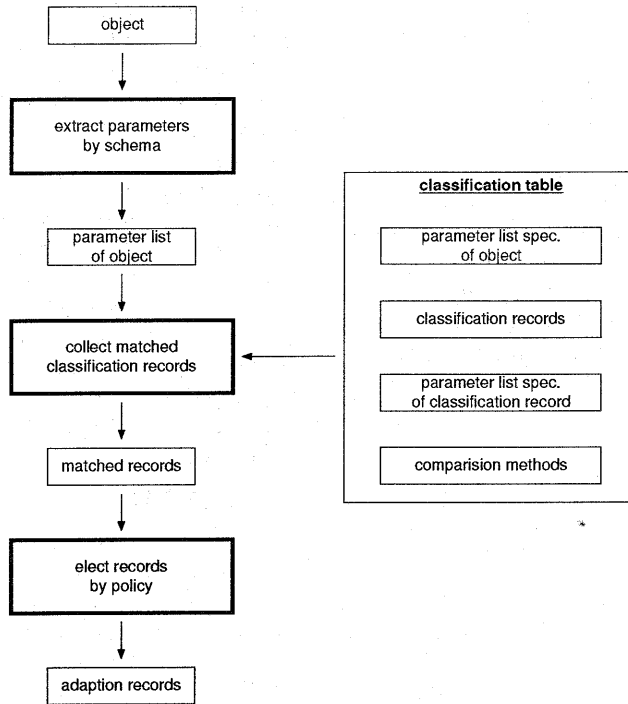 object
extract parameters
by schema
parameter list
of object
collect matched
classification records
matched records
elect records
by policy
adaption records
classification table
parameter list spec.
of object
classification records
parameter list spec.
of classification record
comparision methods